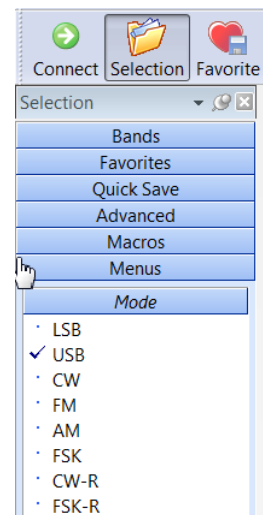 Connect Selection Favorite
Selection
Bands
Favorites
Quick Save
Advanced
Macros
Menus
Mode
LSB
USB
CW
FM
AM
FSK
CW-R
FSK-R